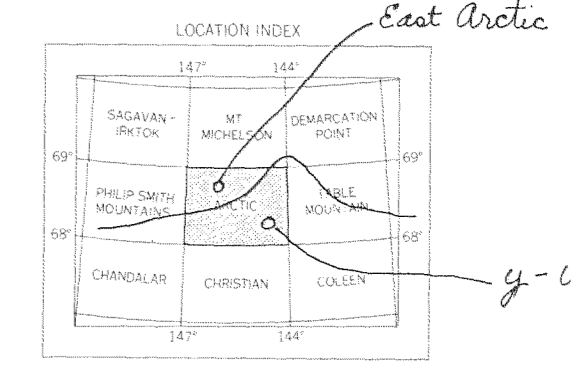 East Arctic
LOCATION INDEX
147° 144°
SAGAVAN-
IRKTOK
MT
MICHELSON
DEMARCATION
POINT
69° 69°
PHILIP SMITH
MOUNTAINS
ARCTIC
TABLE
MOUNTAIN
68° 68°
CHANDALAR
CHRISTIAN
COLEEN
147° 144°